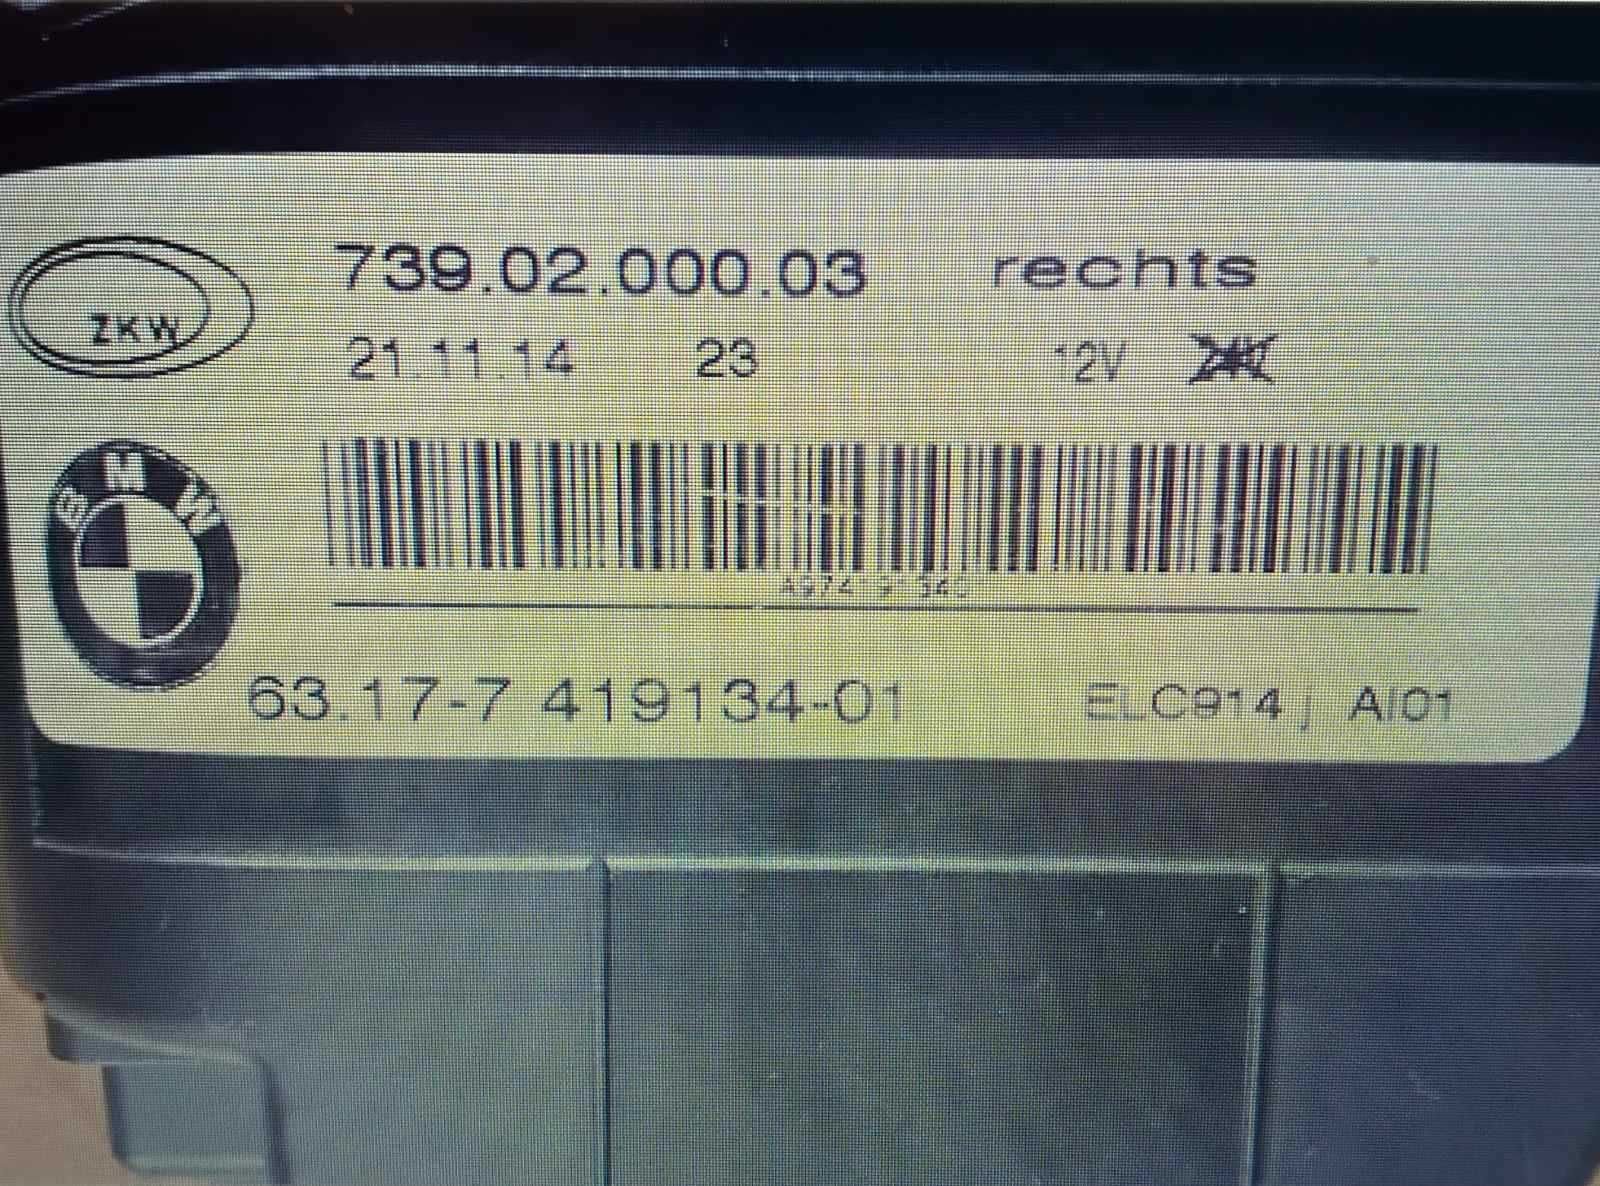 739.02.000.03 rechts
ZKW
21.11.14 23 12V
BMW
63.17-7 419134-01 ELC914 j AI01